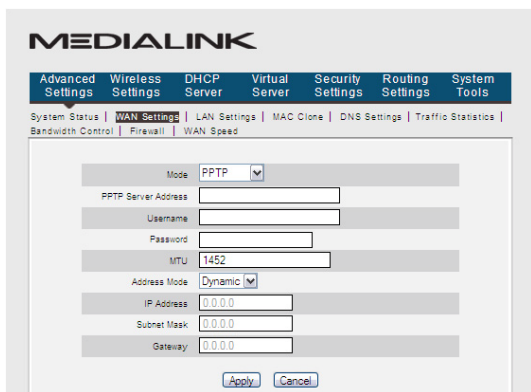 MEDIALINK
Advanced Settings Wireless Settings DHCP Server Virtual Server Security Settings Routing Settings System Tools
System Status | WAN Settings | LAN Settings | MAC Clone | DNS Settings | Traffic Statistics |
Bandwidth Control | Firewall | WAN Speed
Mode PPTP
PPTP Server Address
Username
Password
MTU 1452
Address Mode Dynamic
IP Address 0.0.0.0
Subnet Mask 0.0.0.0
Gateway 0.0.0.0
Apply Cancel